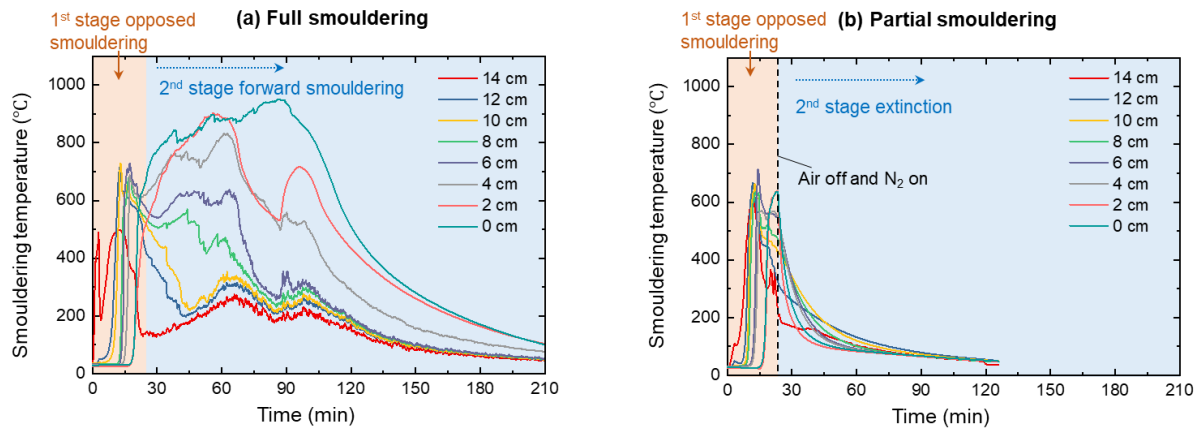 (a) Full smouldering
1st stage opposed
smouldering
2nd stage forward smouldering
1000
800
600
400
200
0
Smouldering temperature (℃)
14 cm
12 cm
10 cm
8 cm
6 cm
4 cm
2 cm
0 cm
0 30 60 90 120 150 180 210
Time (min)
(b) Partial smouldering
1st stage opposed
smouldering
2nd stage extinction
Air off and N2 on
1000
800
600
400
200
0
Smouldering temperature (℃)
14 cm
12 cm
10 cm
8 cm
6 cm
4 cm
2 cm
0 cm
0 30 60 90 120 150 180 210
Time (min)